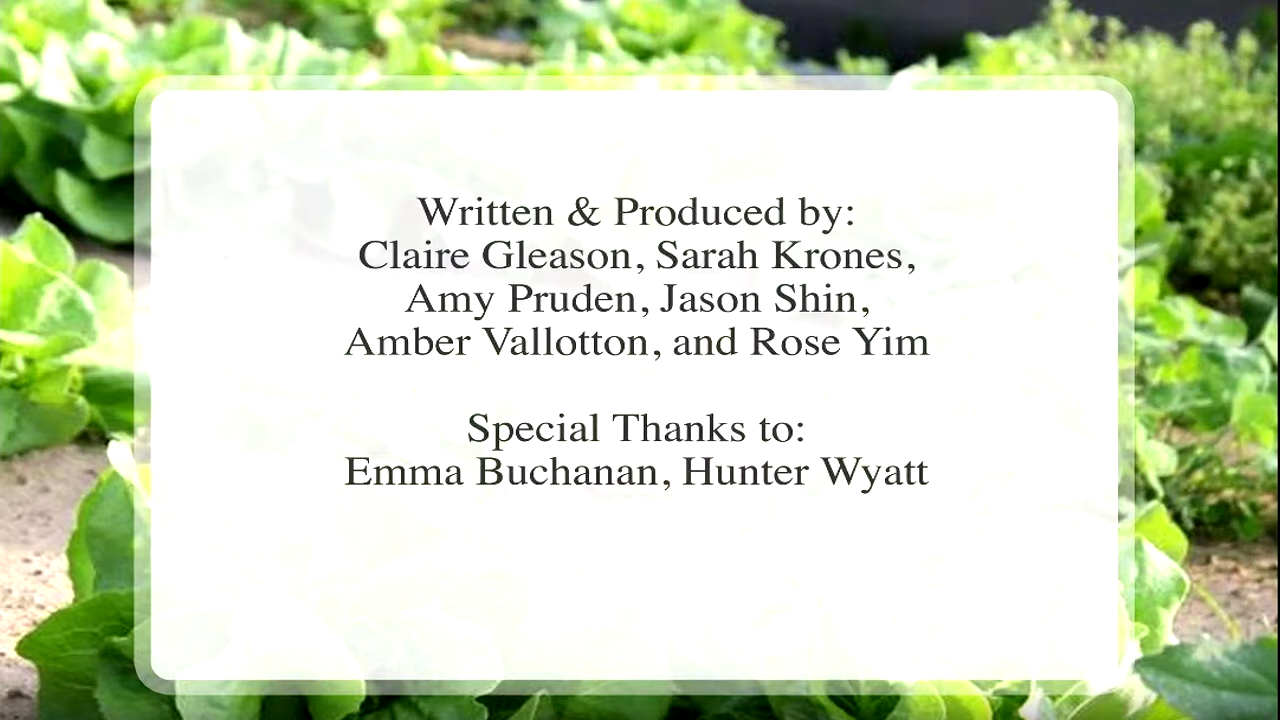 Written & Produced by:
Claire Gleason, Sarah Krones,
Amy Pruden, Jason Shin,
Amber Vallotton, and Rose Yim
Special Thanks to:
Emma Buchanan, Hunter Wyatt